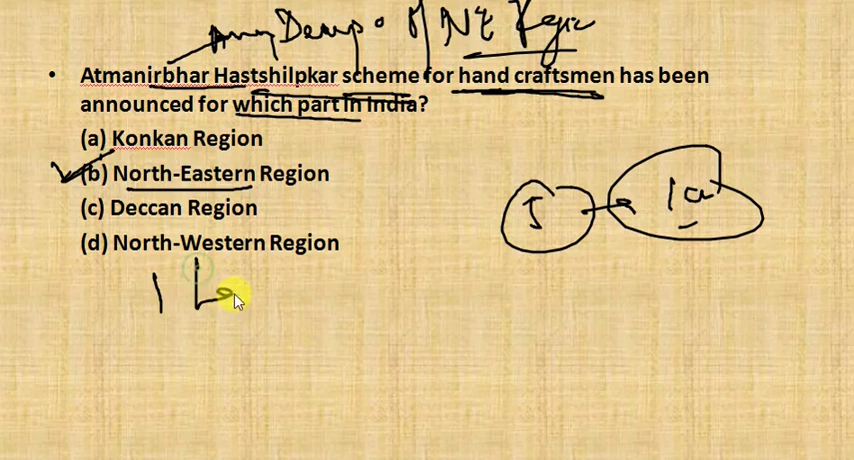 • Atmanirbhar Hastshilpkar scheme for hand craftsmen has been
announced for which part in India?
(a) Konkan Region
(b) North-Eastern Region
(c) Deccan Region
(d) North-Western Region